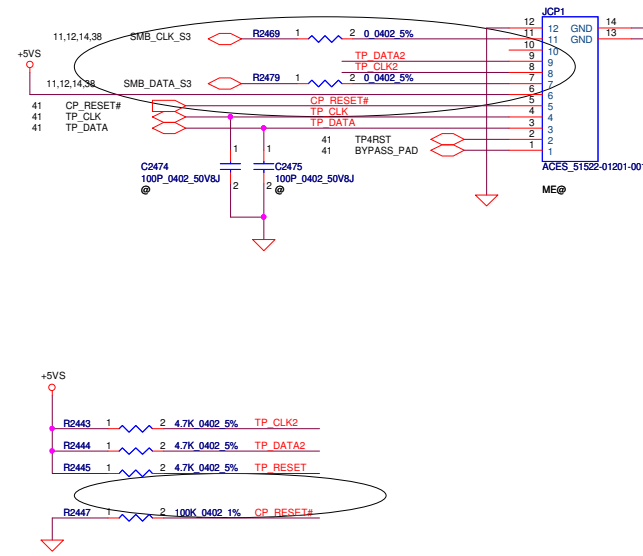 JCP1
11,12,14,38 SMB_CLK_S3 R2469 1 2 0_0402_5% 12 12 GND 14
11 11 GND 13
+5VS 10 10
TP_DATA2 9 9
TP_CLK2 8 8
11,12,14,38 SMB_DATA_S3 R2479 1 2 0_0402_5% 7 7
6 6
41 CP_RESET# CP_RESET# 5 5
41 TP_CLK TP_CLK 4 4
41 TP_DATA TP_DATA 3 3
41 TP4RST 2 2
41 BYPASS_PAD 1 1
1 1
C2474 C2475 ACES_51522-01201-001
100P_0402_50V8J 2 100P_0402_50V8J 2
@ @ ME@
+5VS
R2443 1 2 4.7K_0402_5% TP_CLK2
R2444 1 2 4.7K_0402_5% TP_DATA2
R2445 1 2 4.7K_0402_5% TP_RESET
R2447 1 2 100K_0402_1% CP_RESET#